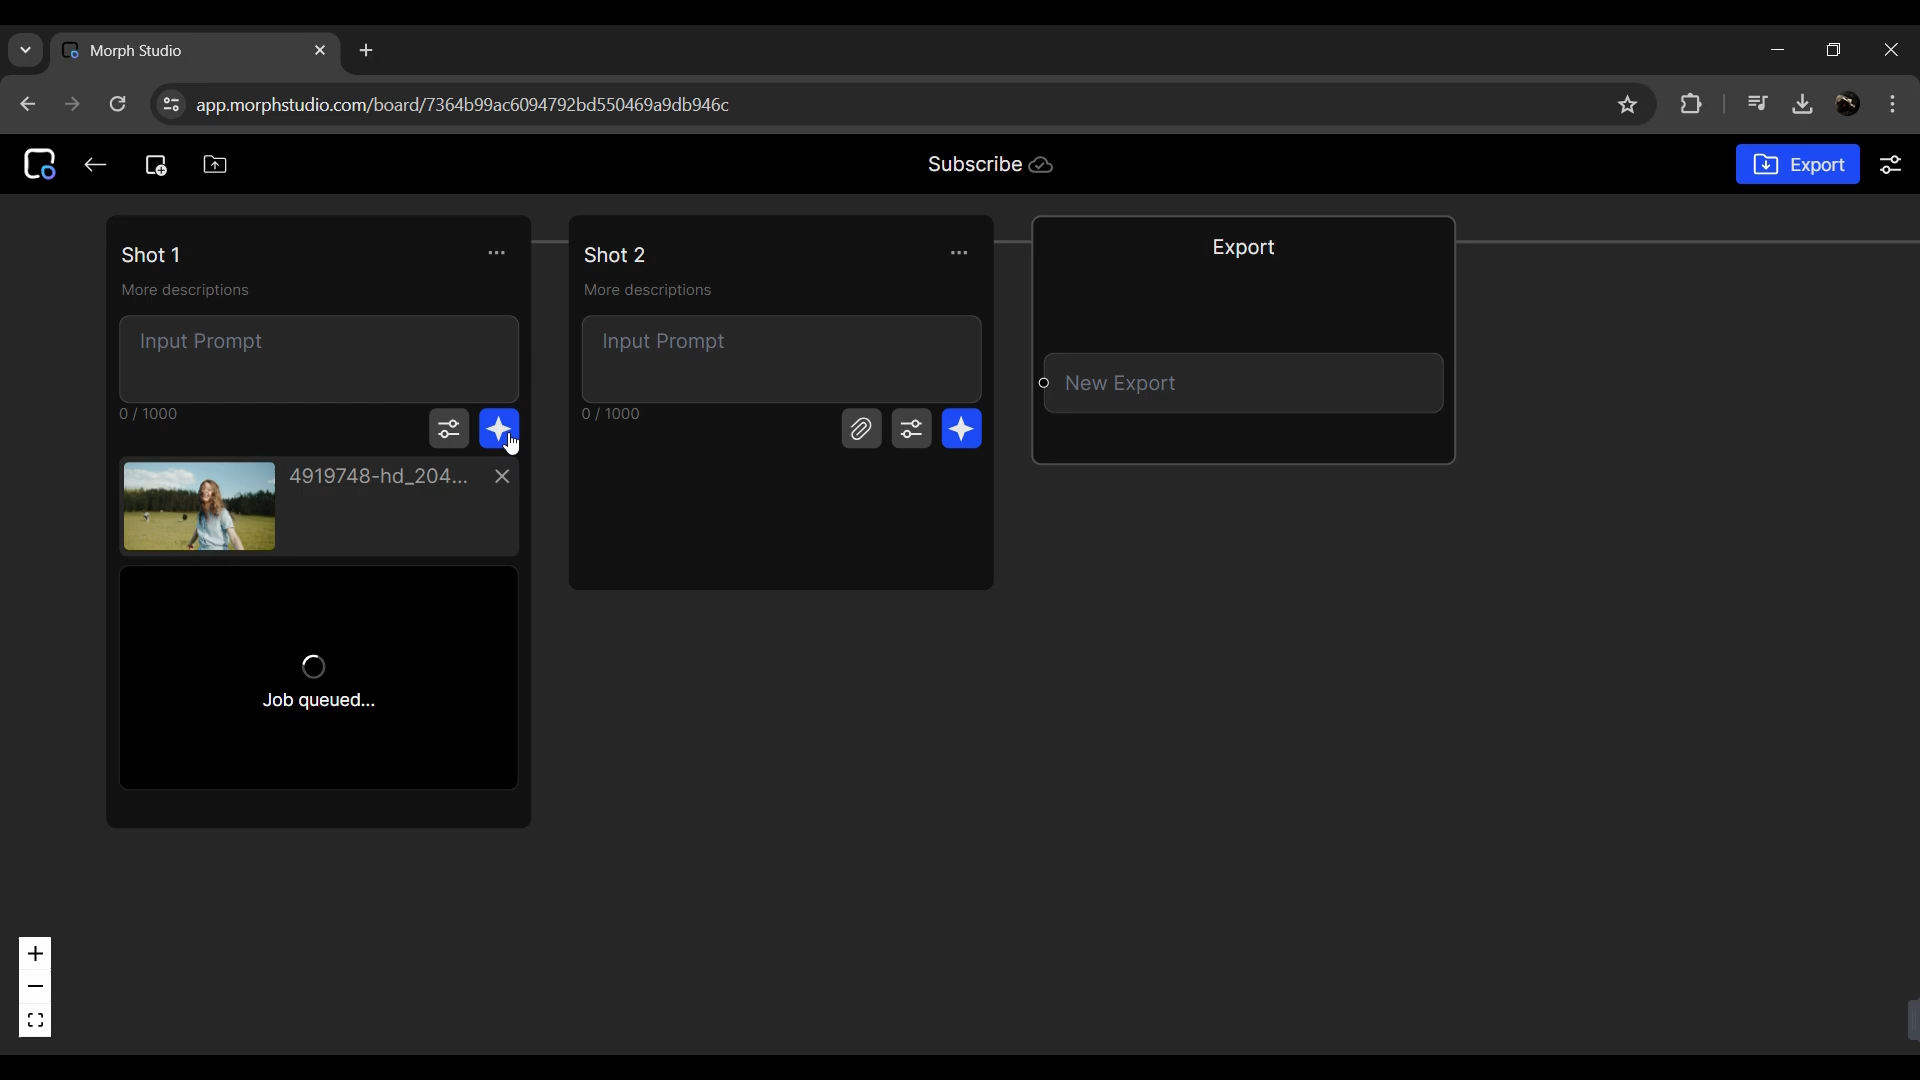 Morph Studio
app.morphstudio.com/board/7364b99ac6094792bd550469a9db946c
Subscribe
Export
Shot 1
More descriptions
Input Prompt
0 / 1000
4919748-hd_204...
Job queued...
Shot 2
More descriptions
Input Prompt
0 / 1000
Export
New Export